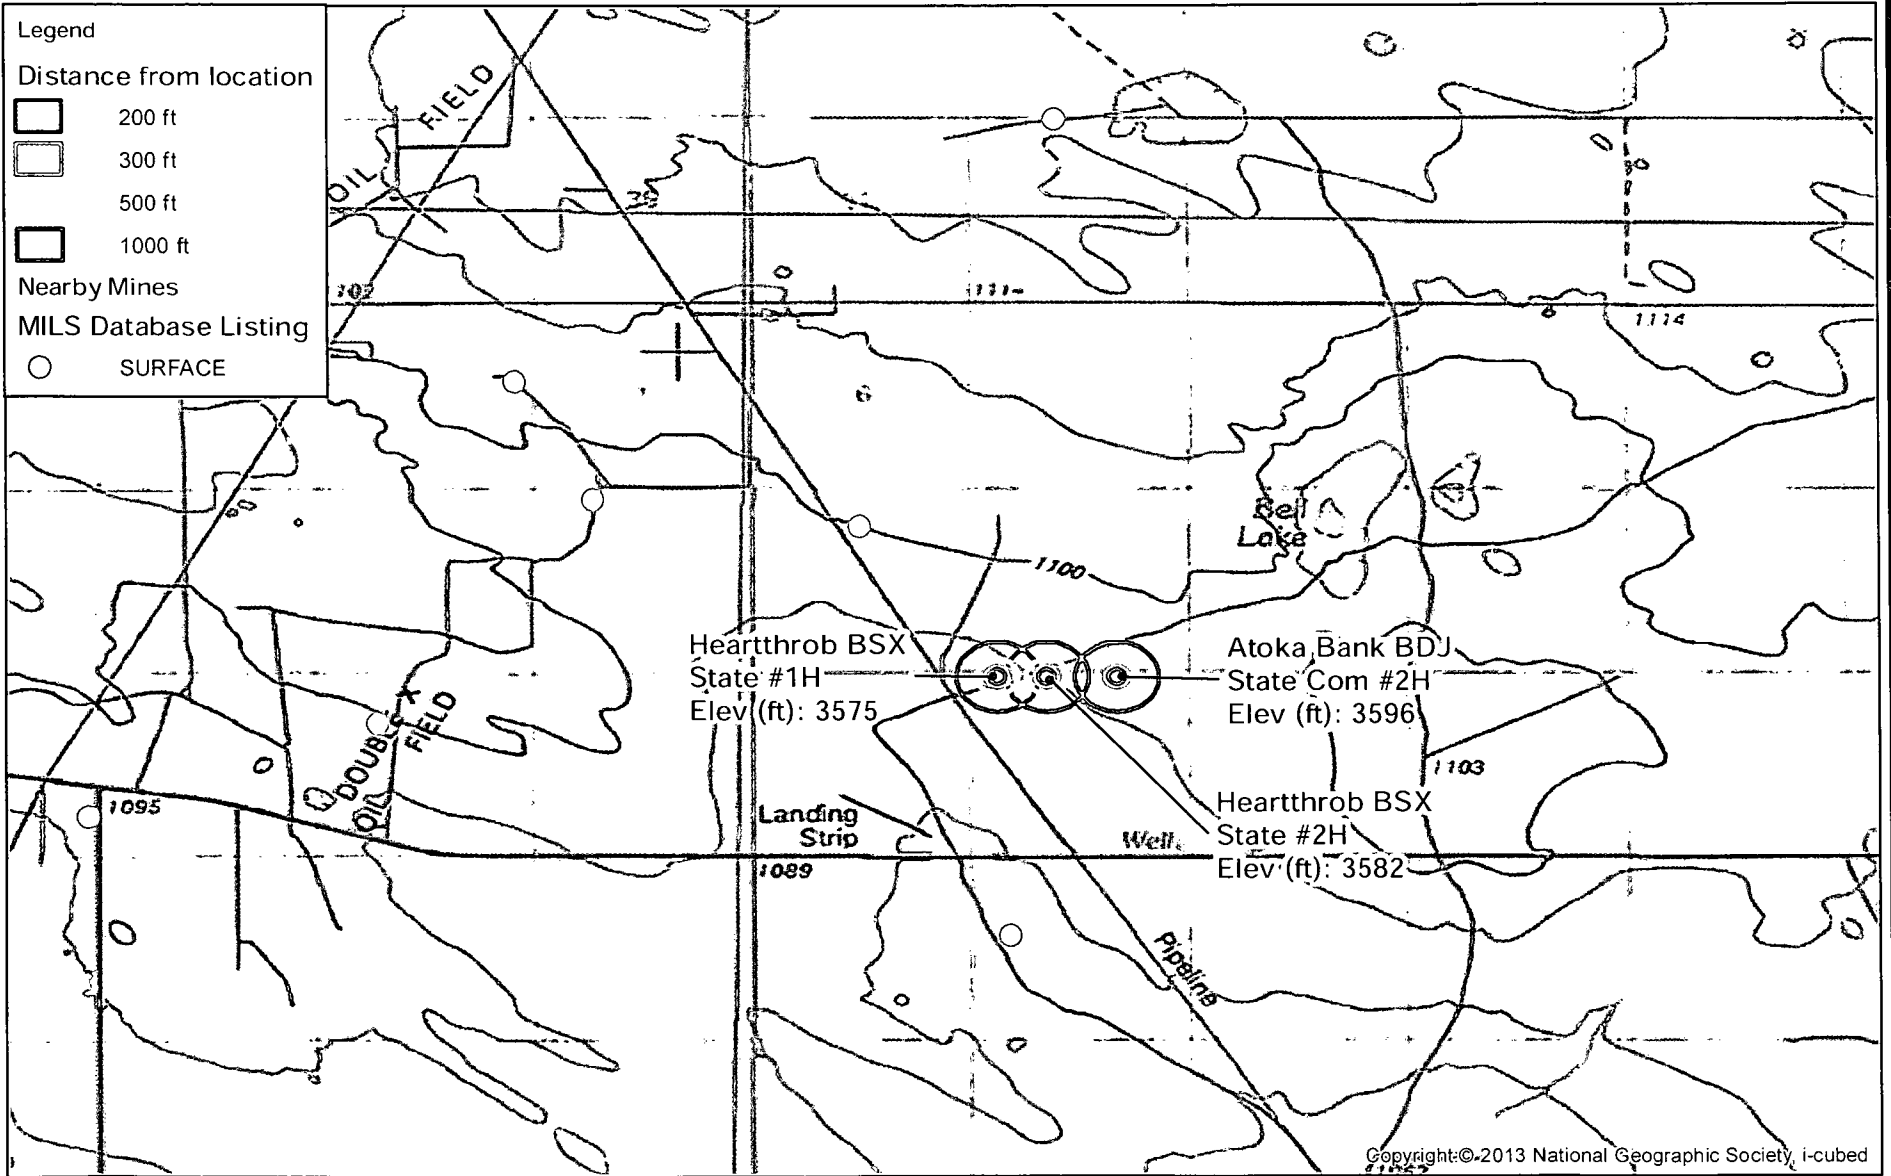 Legend
Distance from location
200 ft
300 ft
500 ft
1000 ft
Nearby Mines
MILS Database Listing
SURFACE
OIL FIELD
1114
6
Bell
Lake
1100
Heartthrob BSX
State #1H
Elev (ft): 3575
Atoka Bank BDJ
State Com #2H
Elev (ft): 3596
DOUBLE X
OIL FIELD
1103
1095
Landing
Strip
Heartthrob BSX
State #2H
Elev (ft): 3582
1089
Pipeline
Copyright:© 2013 National Geographic Society, i-cubed